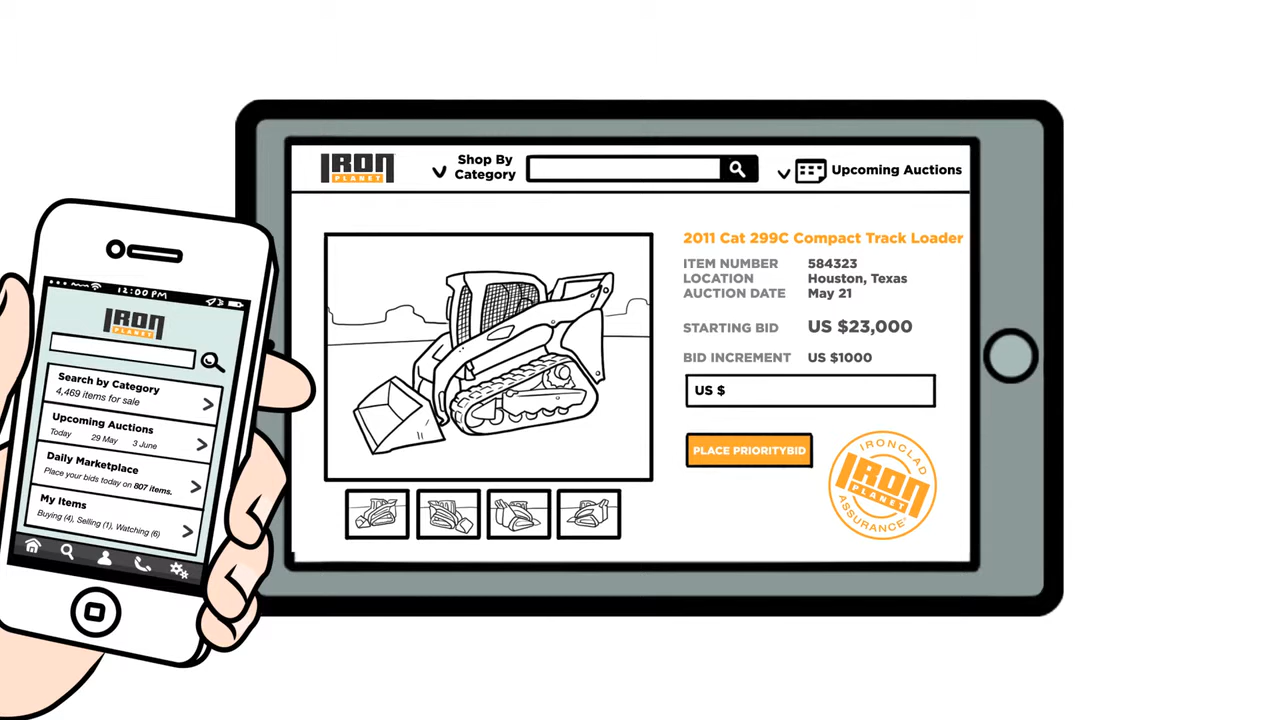 IRON
PLANET
Shop By
Category
Upcoming Auctions
2011 Cat 299C Compact Track Loader
ITEM NUMBER 584323
LOCATION Houston, Texas
AUCTION DATE May 21
STARTING BID US $23,000
BID INCREMENT US $1000
US $
PLACE PRIORITYBID
IRONCLAD
IRON
PLANET
ASSURANCE®
12:00 PM
IRON
PLANET
Search by Category
4,469 items for sale
Upcoming Auctions
Today 29 May 3 June
Daily Marketplace
Place your bids today on 807 items.
My Items
Buying (4), Selling (1), Watching (6)